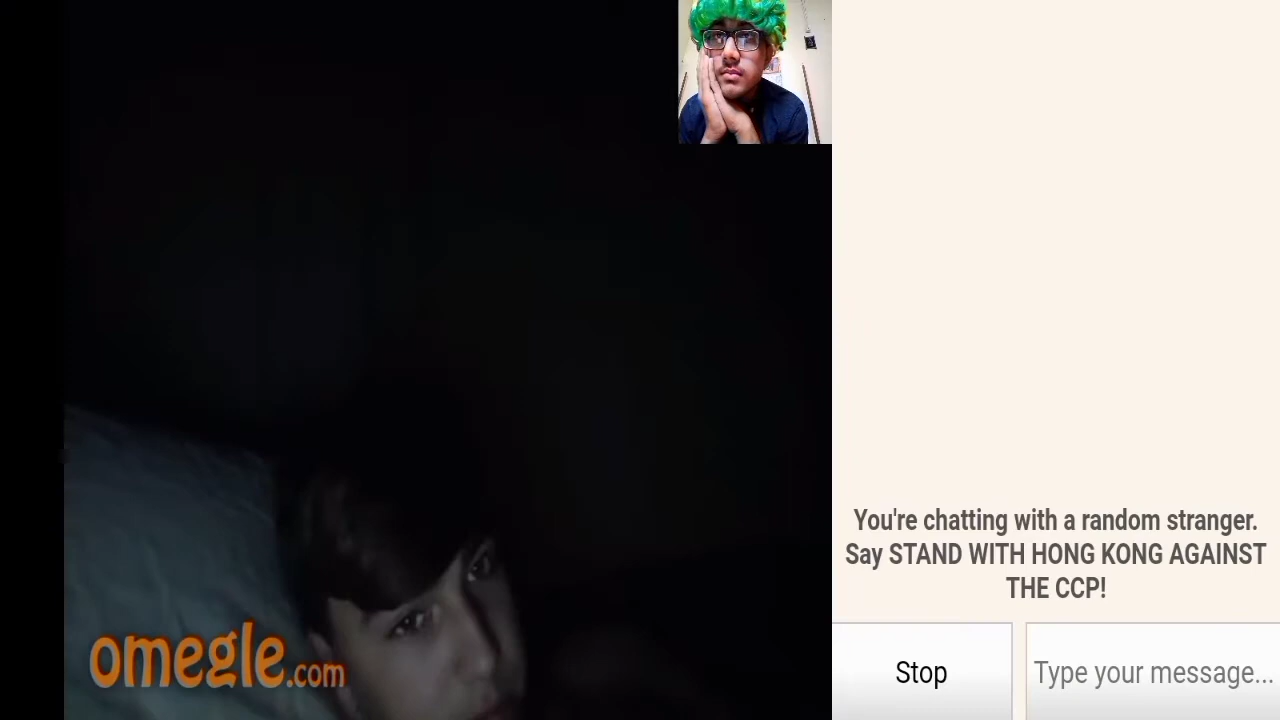 omegle.com
You're chatting with a random stranger.
Say STAND WITH HONG KONG AGAINST
THE CCP!
Stop
Type your message...